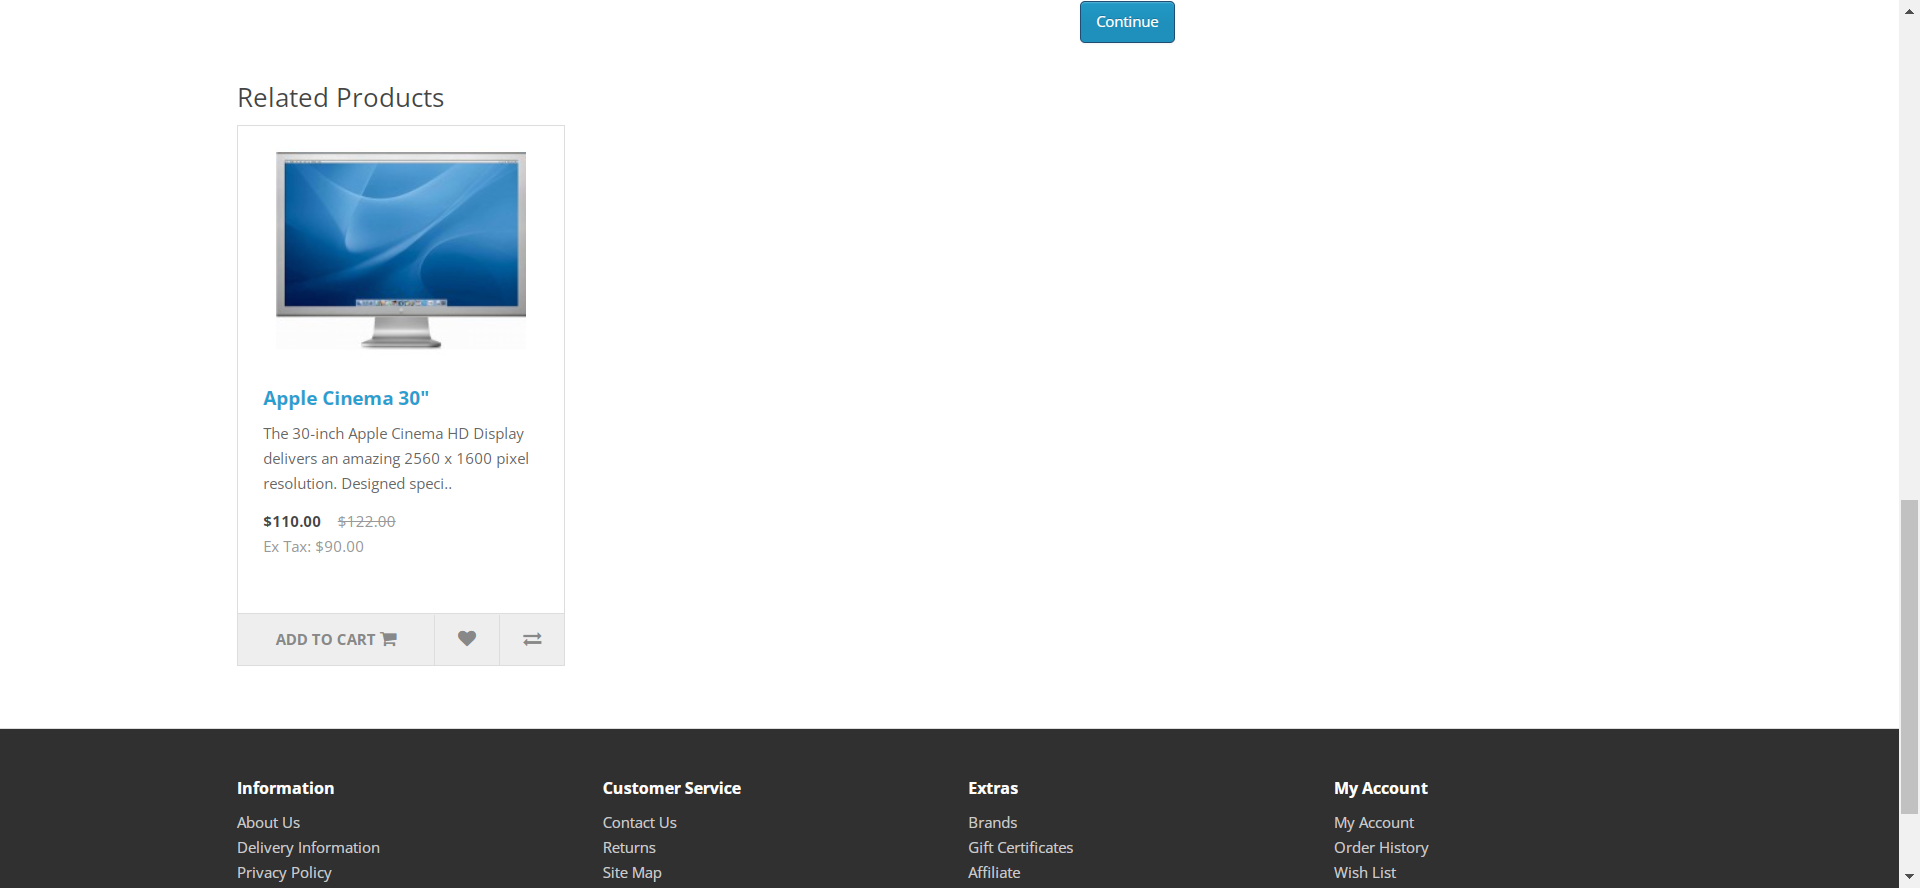 Continue
Related Products
Apple Cinema 30"
The 30-inch Apple Cinema HD Display
delivers an amazing 2560 x 1600 pixel
resolution. Designed speci..
$110.00 $122.00
Ex Tax: $90.00
ADD TO CART
Information
About Us
Delivery Information
Privacy Policy
Customer Service
Contact Us
Returns
Site Map
Extras
Brands
Gift Certificates
Affiliate
My Account
My Account
Order History
Wish List